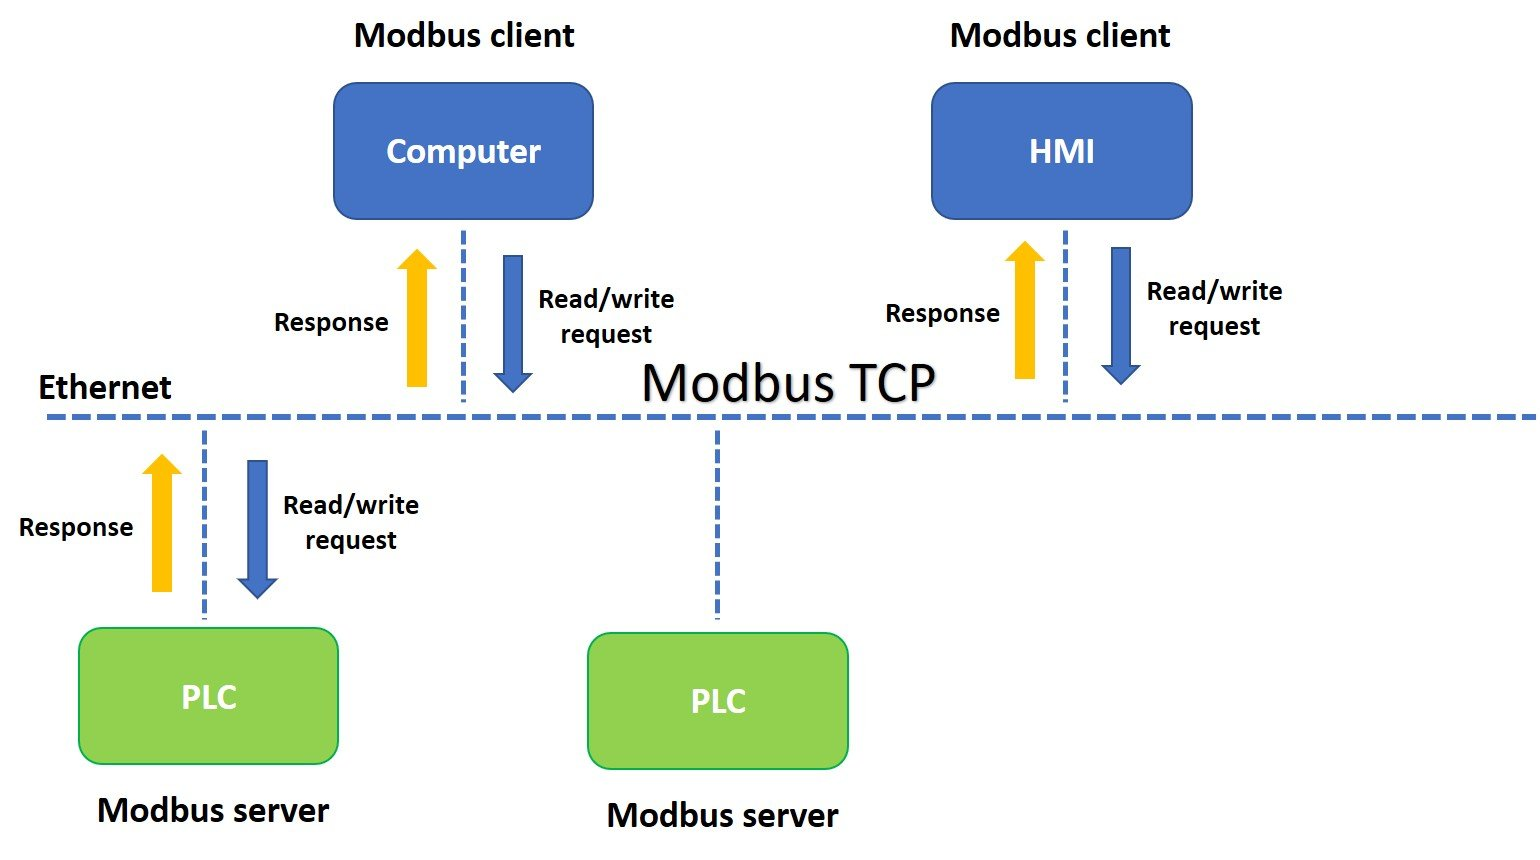 Modbus client
Modbus client
Computer
HMI
Response
Read/write
request
Response
Read/write
request
Ethernet
Modbus TCP
Response
Read/write
request
PLC
PLC
Modbus server
Modbus server